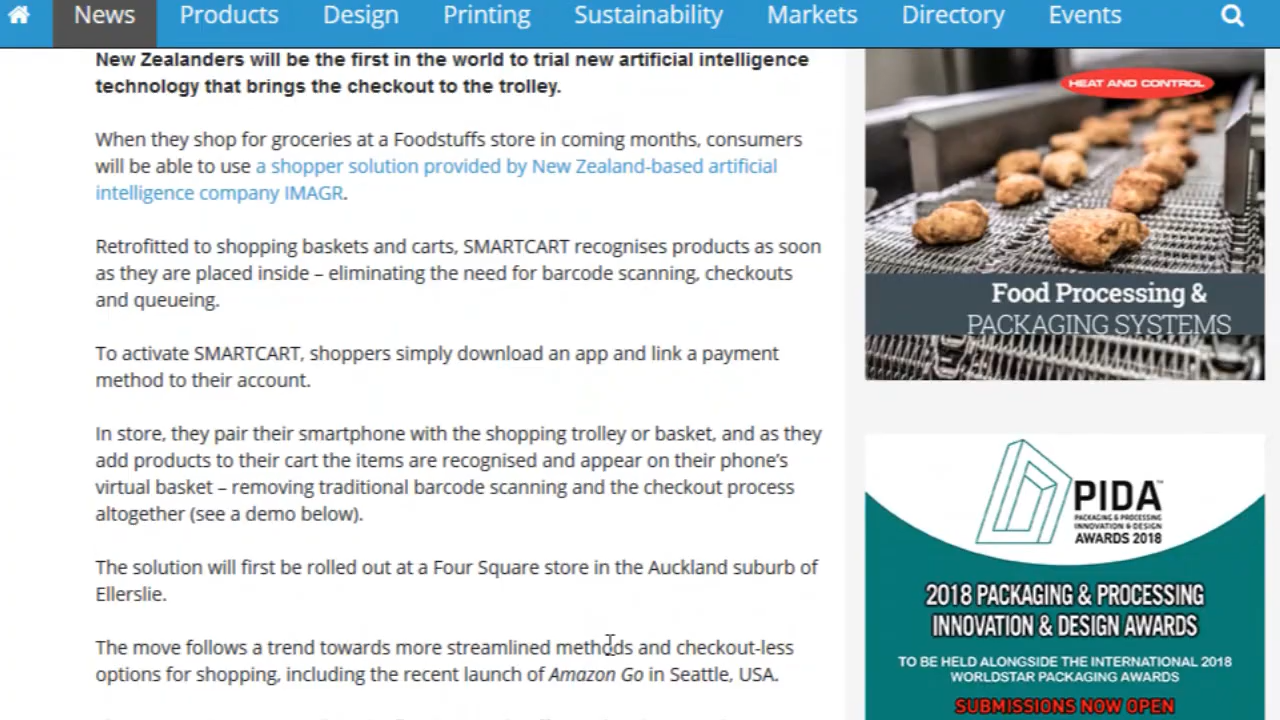 News Products Design Printing Sustainability Markets Directory Events
New Zealanders will be the first in the world to trial new artificial intelligence
technology that brings the checkout to the trolley.
When they shop for groceries at a Foodstuffs store in coming months, consumers
will be able to use a shopper solution provided by New Zealand-based artificial
intelligence company IMAGR.
Retrofitted to shopping baskets and carts, SMARTCART recognises products as soon
as they are placed inside – eliminating the need for barcode scanning, checkouts
and queueing.
To activate SMARTCART, shoppers simply download an app and link a payment
method to their account.
In store, they pair their smartphone with the shopping trolley or basket, and as they
add products to their cart the items are recognised and appear on their phone's
virtual basket – removing traditional barcode scanning and the checkout process
altogether (see a demo below).
The solution will first be rolled out at a Four Square store in the Auckland suburb of
Ellerslie.
The move follows a trend towards more streamlined methods and checkout-less
options for shopping, including the recent launch of Amazon Go in Seattle, USA.
HEAT AND CONTROL
Food Processing &
PACKAGING SYSTEMS
PIDA™
PACKAGING & PROCESSING
INNOVATION & DESIGN
AWARDS 2018
2018 PACKAGING & PROCESSING
INNOVATION & DESIGN AWARDS
TO BE HELD ALONGSIDE THE INTERNATIONAL 2018
WORLDSTAR PACKAGING AWARDS
SUBMISSIONS NOW OPEN